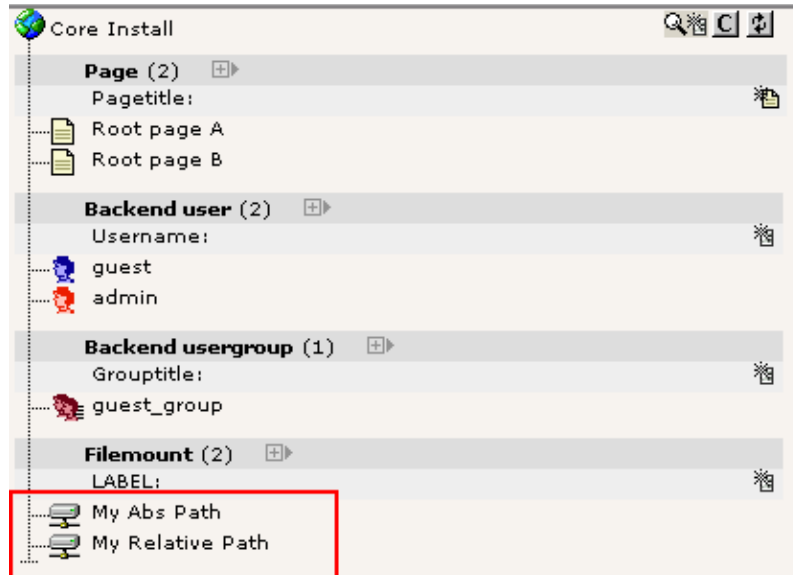 Core Install
C
Page (2)
Pagetitle:
Root page A
Root page B
Backend user (2)
Username:
guest
admin
Backend usergroup (1)
Grouptitle:
guest_group
Filemount (2)
LABEL:
My Abs Path
My Relative Path